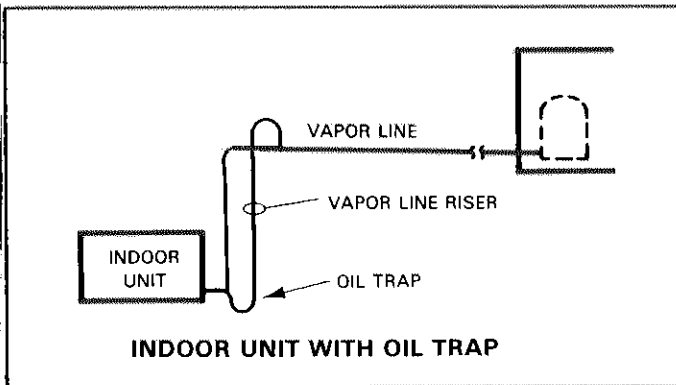 VAPOR LINE
VAPOR LINE RISER
INDOOR
UNIT
OIL TRAP
INDOOR UNIT WITH OIL TRAP